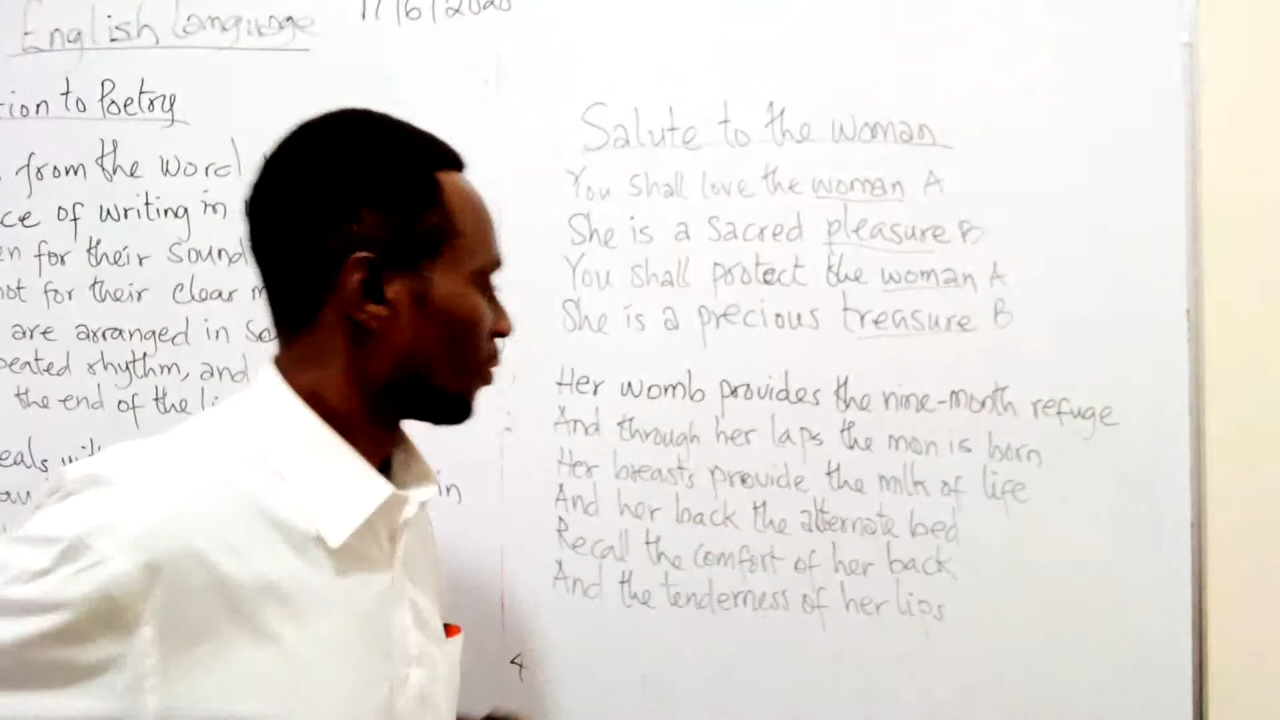 English Language
17/6/2020
tion to Poetry
from the word
ce of writing in
en for their sound
not for their clear
are arranged in
peated rhythm, and
the end of the
eals
in
Salute to the woman
You shall love the woman A
She is a sacred pleasure B
You shall protect the woman A
She is a precious treasure B
Her womb provides the nine-month refuge
And through her laps the man is born
Her breasts provide the milk of life
And her back the alternate bed
Recall the comfort of her back
And the tenderness of her lips
4